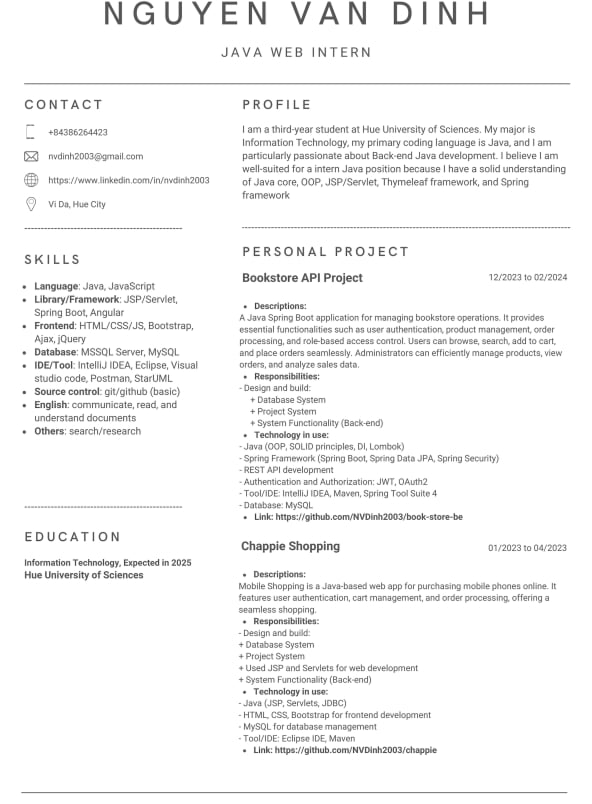 NGUYEN VAN DINH
JAVA WEB INTERN
CONTACT
+84386264423
nvdinh2003@gmail.com
https://www.linkedin.com/in/nvdinh2003
Vi Da, Hue City
SKILLS
Language: Java, JavaScript
Library/Framework: JSP/Servlet,
Spring Boot, Angular
Frontend: HTML/CSS/JS, Bootstrap,
Ajax, jQuery
Database: MSSQL Server, MySQL
IDE/Tool: IntelliJ IDEA, Eclipse, Visual
studio code, Postman, StarUML
Source control: git/github (basic)
English: communicate, read, and
understand documents
Others: search/research
EDUCATION
Information Technology, Expected in 2025
Hue University of Sciences
PROFILE
I am a third-year student at Hue University of Sciences. My major is
Information Technology, my primary coding language is Java, and I am
particularly passionate about Back-end Java development. I believe I am
well-suited for a intern Java position because I have a solid understanding
of Java core, OOP, JSP/Servlet, Thymeleaf framework, and Spring
framework
PERSONAL PROJECT
Bookstore API Project 12/2023 to 02/2024
Descriptions:
A Java Spring Boot application for managing bookstore operations. It provides
essential functionalities such as user authentication, product management, order
processing, and role-based access control. Users can browse, search, add to cart,
and place orders seamlessly. Administrators can efficiently manage products, view
orders, and analyze sales data.
Responsibilities:
- Design and build:
+ Database System
+ Project System
+ System Functionality (Back-end)
Technology in use:
- Java (OOP, SOLID principles, DI, Lombok)
- Spring Framework (Spring Boot, Spring Data JPA, Spring Security)
- REST API development
- Authentication and Authorization: JWT, OAuth2
- Tool/IDE: IntelliJ IDEA, Maven, Spring Tool Suite 4
- Database: MySQL
Link: https://github.com/NVDinh2003/book-store-be
Chappie Shopping 01/2023 to 04/2023
Descriptions:
Mobile Shopping is a Java-based web app for purchasing mobile phones online. It
features user authentication, cart management, and order processing, offering a
seamless shopping.
Responsibilities:
- Design and build:
+ Database System
+ Project System
+ Used JSP and Servlets for web development
+ System Functionality (Back-end)
Technology in use:
- Java (JSP, Servlets, JDBC)
- HTML, CSS, Bootstrap for frontend development
- MySQL for database management
- Tool/IDE: Eclipse IDE, Maven
Link: https://github.com/NVDinh2003/chappie